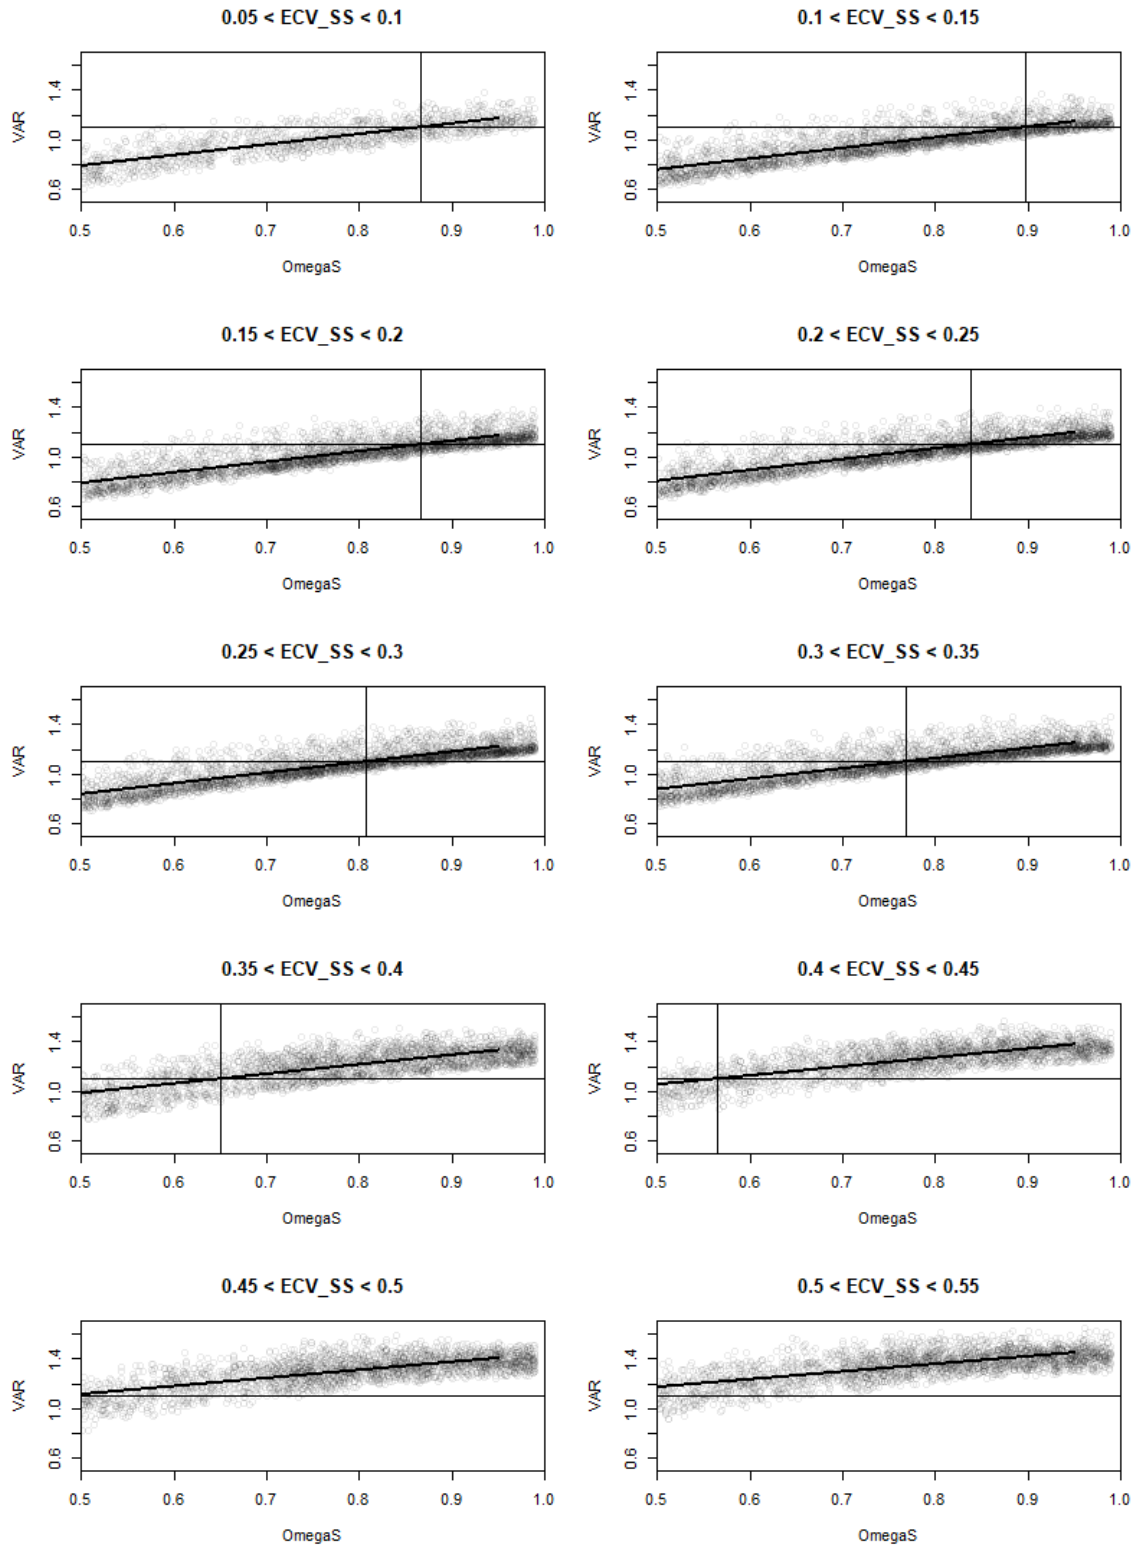 0.05 < ECV_SS < 0.1
VAR
0.6 1.0 1.4
0.5 0.6 0.7 0.8 0.9 1.0
OmegaS
0.1 < ECV_SS < 0.15
VAR
0.6 1.0 1.4
0.5 0.6 0.7 0.8 0.9 1.0
OmegaS
0.15 < ECV_SS < 0.2
VAR
0.6 1.0 1.4
0.5 0.6 0.7 0.8 0.9 1.0
OmegaS
0.2 < ECV_SS < 0.25
VAR
0.6 1.0 1.4
0.5 0.6 0.7 0.8 0.9 1.0
OmegaS
0.25 < ECV_SS < 0.3
VAR
0.6 1.0 1.4
0.5 0.6 0.7 0.8 0.9 1.0
OmegaS
0.3 < ECV_SS < 0.35
VAR
0.6 1.0 1.4
0.5 0.6 0.7 0.8 0.9 1.0
OmegaS
0.35 < ECV_SS < 0.4
VAR
0.6 1.0 1.4
0.5 0.6 0.7 0.8 0.9 1.0
OmegaS
0.4 < ECV_SS < 0.45
VAR
0.6 1.0 1.4
0.5 0.6 0.7 0.8 0.9 1.0
OmegaS
0.45 < ECV_SS < 0.5
VAR
0.6 1.0 1.4
0.5 0.6 0.7 0.8 0.9 1.0
OmegaS
0.5 < ECV_SS < 0.55
VAR
0.6 1.0 1.4
0.5 0.6 0.7 0.8 0.9 1.0
OmegaS